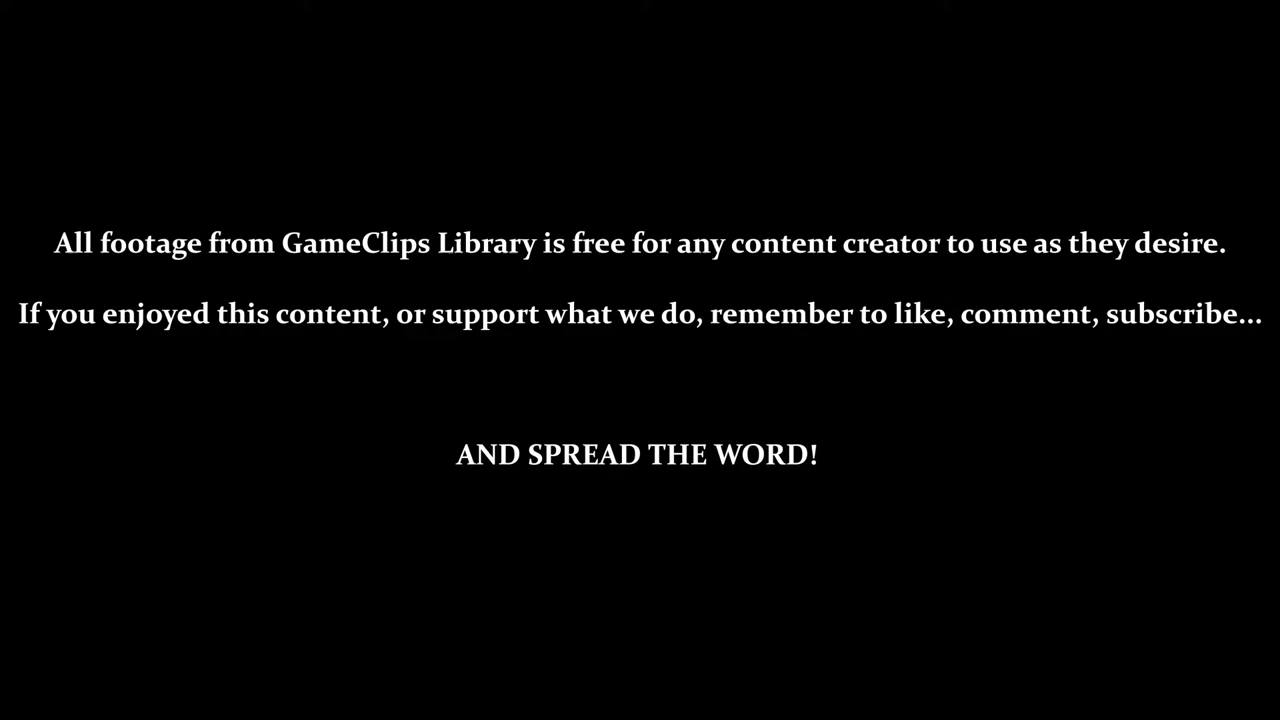 All footage from GameClips Library is free for any content creator to use as they desire.
If you enjoyed this content, or support what we do, remember to like, comment, subscribe...
AND SPREAD THE WORD!